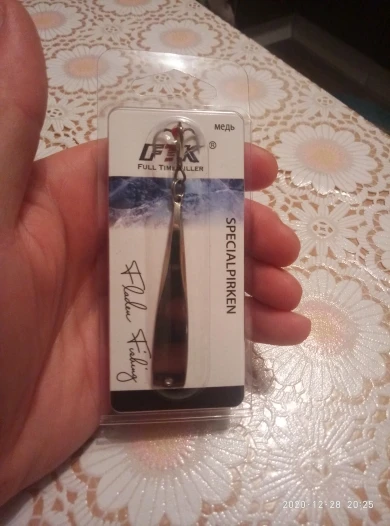 медь
FTK®
FULL TIME KILLER
SPECIALPIRKEN
Fladen Fishing
2020-12-28 20:25